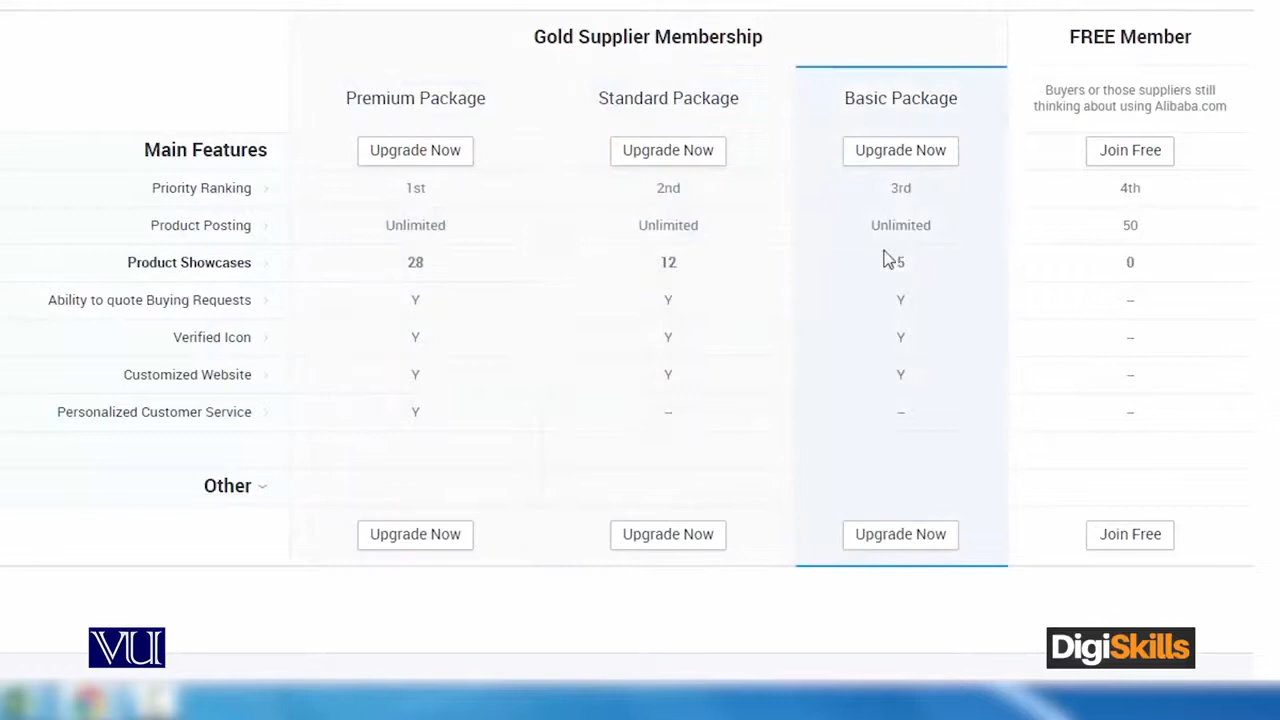 Gold Supplier Membership
FREE Member
Premium Package
Standard Package
Basic Package
Buyers or those suppliers still
thinking about using Alibaba.com
Main Features
Upgrade Now
Upgrade Now
Upgrade Now
Join Free
Priority Ranking 1st 2nd 3rd 4th
Product Posting Unlimited Unlimited Unlimited 50
Product Showcases 28 12 5 0
Ability to quote Buying Requests Y Y Y –
Verified Icon Y Y Y –
Customized Website Y Y Y –
Personalized Customer Service Y – – –
Other
Upgrade Now
Upgrade Now
Upgrade Now
Join Free
VU
DigiSkills